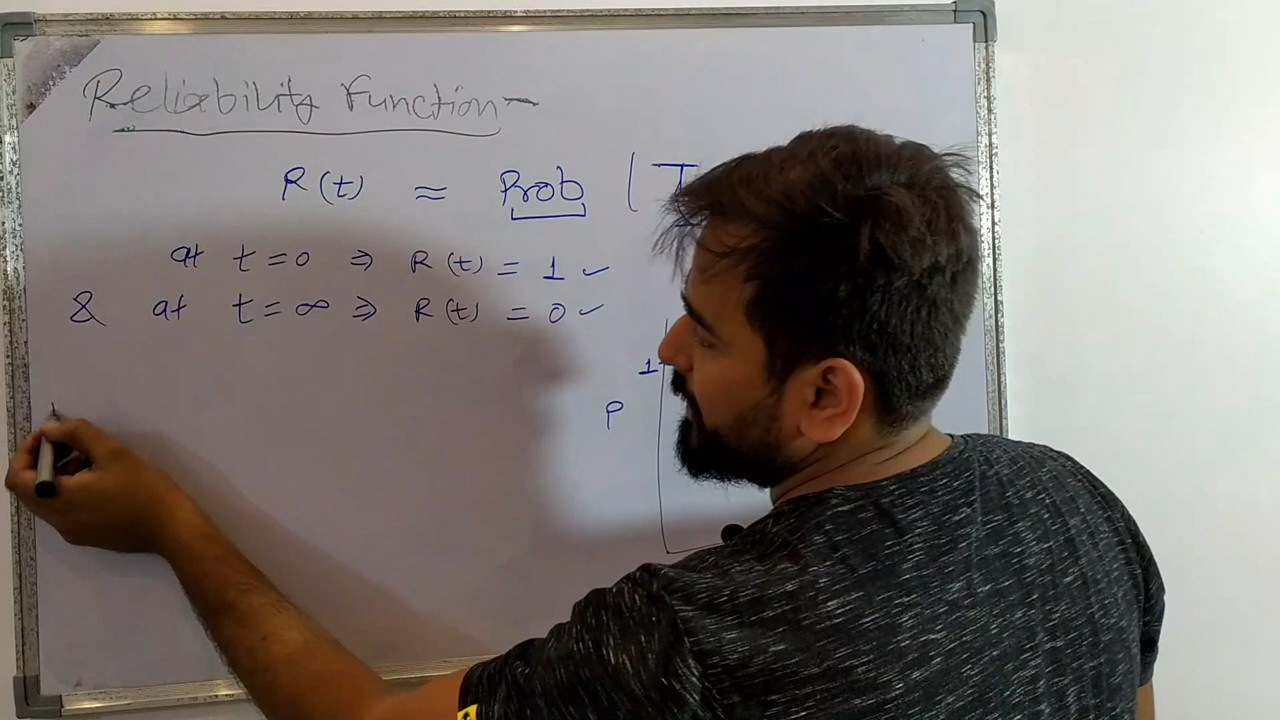 Reliability Function -
R(t) ≈ Prob
at t=0 ⇒ R(t) = 1 ✓
& at t=∞ ⇒ R(t) = 0 ✓
1
P